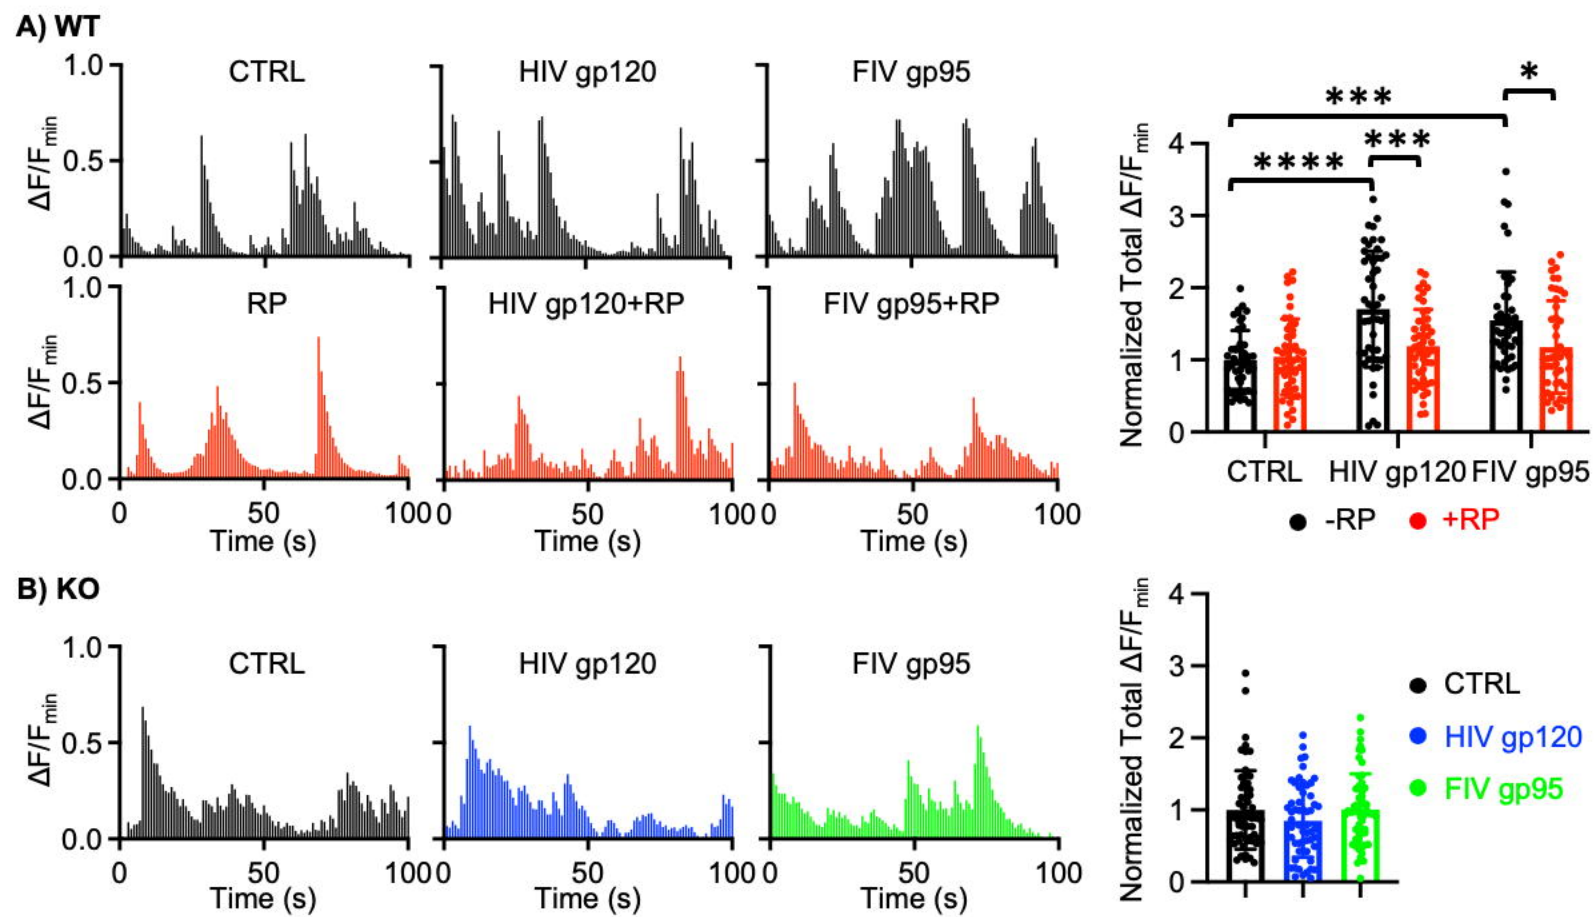 A) WT
CTRL
HIV gp120
FIV gp95
1.0
0.5
0.0
ΔF/Fmin
RP
HIV gp120+RP
FIV gp95+RP
1.0
0.5
0.0
ΔF/Fmin
0 50 100
0 50 100
0 50 100
Time (s)
Time (s)
Time (s)
Normalized Total ΔF/Fmin
4
3
2
1
0
****
***
***
*
CTRL HIV gp120 FIV gp95
-RP +RP
B) KO
CTRL
HIV gp120
FIV gp95
1.0
0.5
0.0
ΔF/Fmin
0 50 100
0 50 100
0 50 100
Time (s)
Time (s)
Time (s)
Normalized Total ΔF/Fmin
4
3
2
1
0
CTRL
HIV gp120
FIV gp95